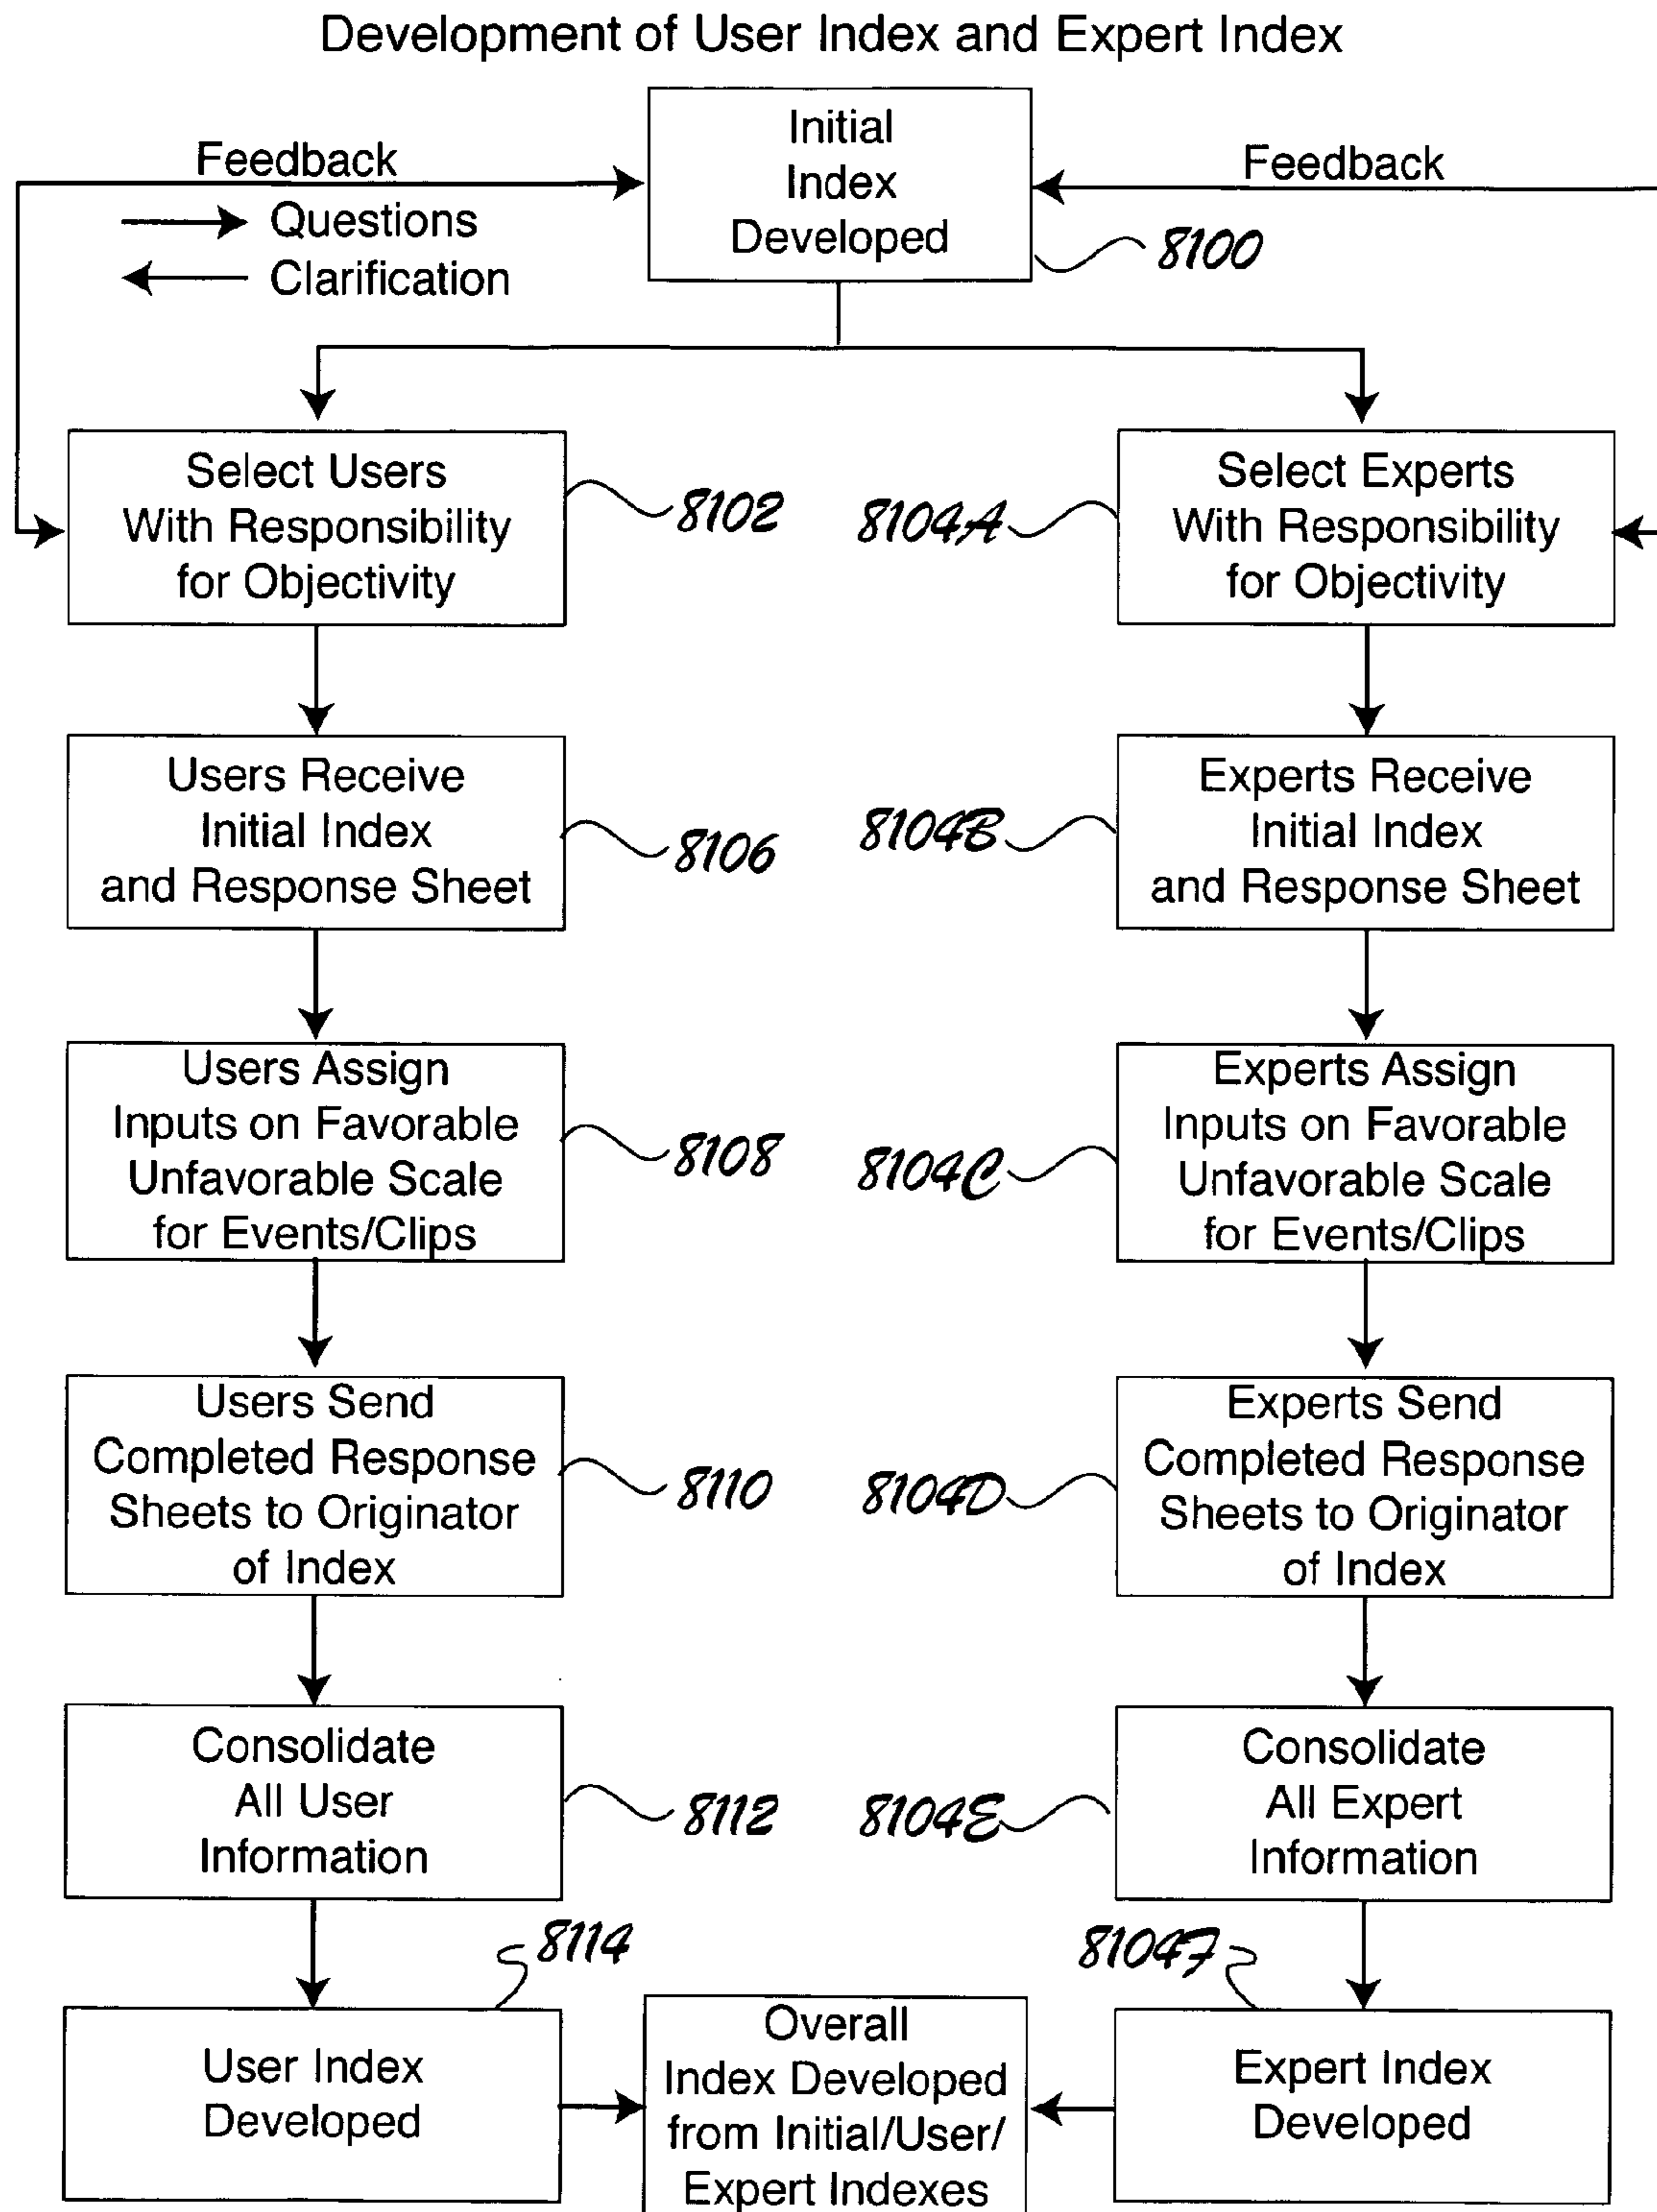 Development of User Index and Expert Index
Initial
Index
Developed
8100
Feedback
Questions
Clarification
Feedback
Select Users
With Responsibility
for Objectivity
8102
8104A
Select Experts
With Responsibility
for Objectivity
Users Receive
Initial Index
and Response Sheet
8106
8104B
Experts Receive
Initial Index
and Response Sheet
Users Assign
Inputs on Favorable
Unfavorable Scale
for Events/Clips
8108
8104C
Experts Assign
Inputs on Favorable
Unfavorable Scale
for Events/Clips
Users Send
Completed Response
Sheets to Originator
of Index
8110
8104D
Experts Send
Completed Response
Sheets to Originator
of Index
Consolidate
All User
Information
8112
8104E
Consolidate
All Expert
Information
8114
8104F
User Index
Developed
Overall
Index Developed
from Initial/User/
Expert Indexes
Expert Index
Developed